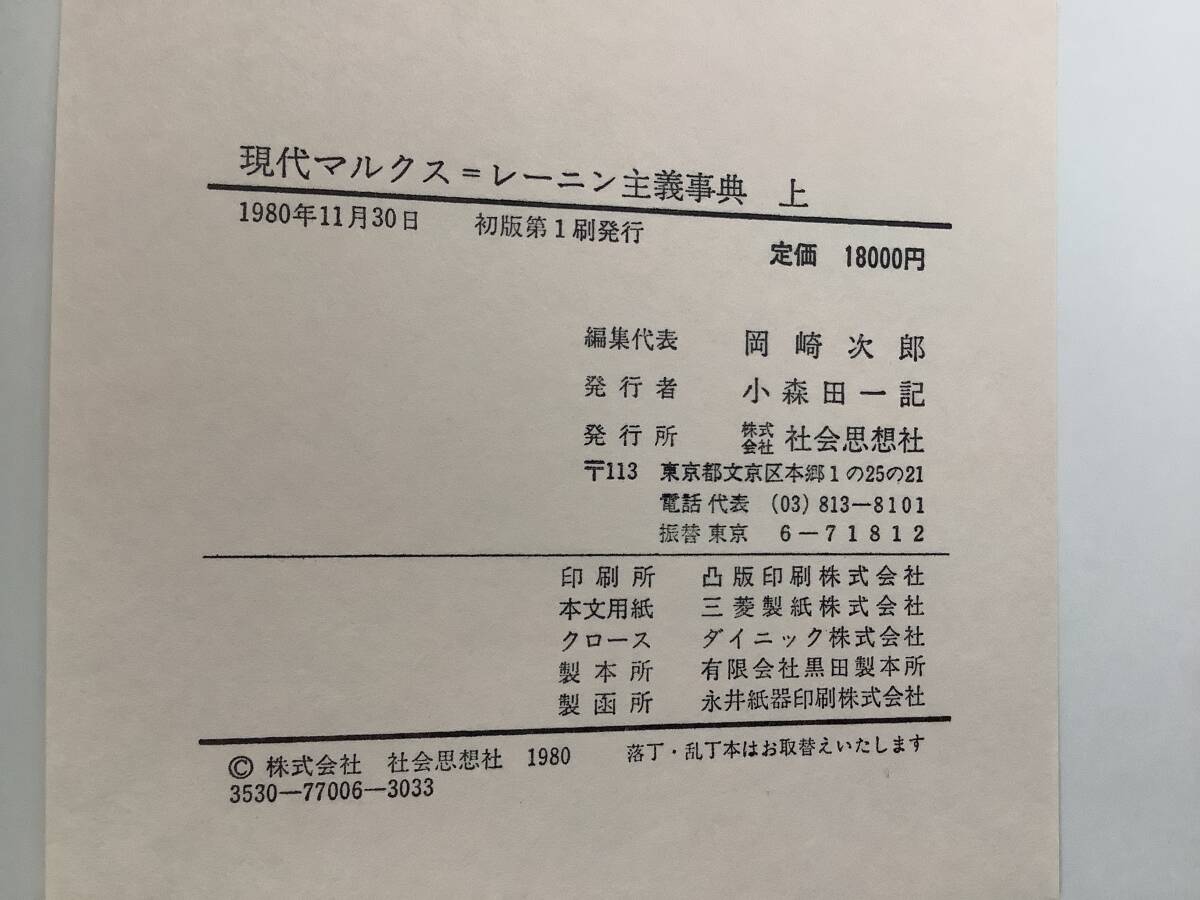 現代マルクス=レーニン主義事典　上
1980年11月30日　初版第1刷発行
定価　18000円
編集代表　岡崎次郎
発行者　小森田一記
発行所　株式会社 社会思想社
〒113　東京都文京区本郷1の25の21
電話 代表　(03) 813―8101
振替 東京　6―71812
印刷所　凸版印刷株式会社
本文用紙　三菱製紙株式会社
クロース　ダイニック株式会社
製本所　有限会社黒田製本所
製函所　永井紙器印刷株式会社
© 株式会社　社会思想社　1980　落丁・乱丁本はお取替えいたします
3530―77006―3033